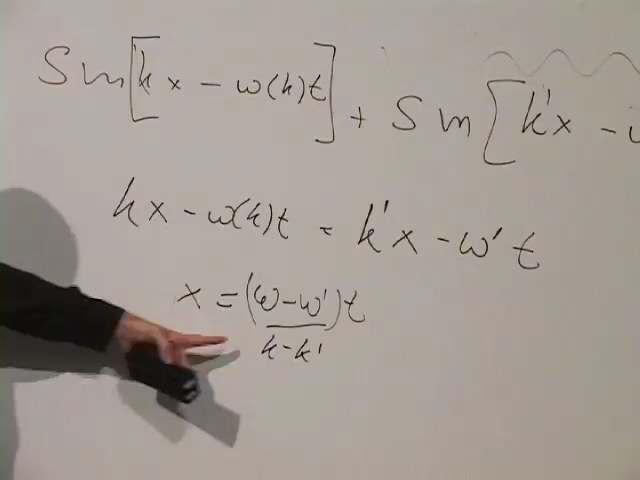 Sin[kx - ω(k)t] + Sin[k'x -
kx - ω(k)t = k'x - ω't
x = (ω-ω')t
k-k'